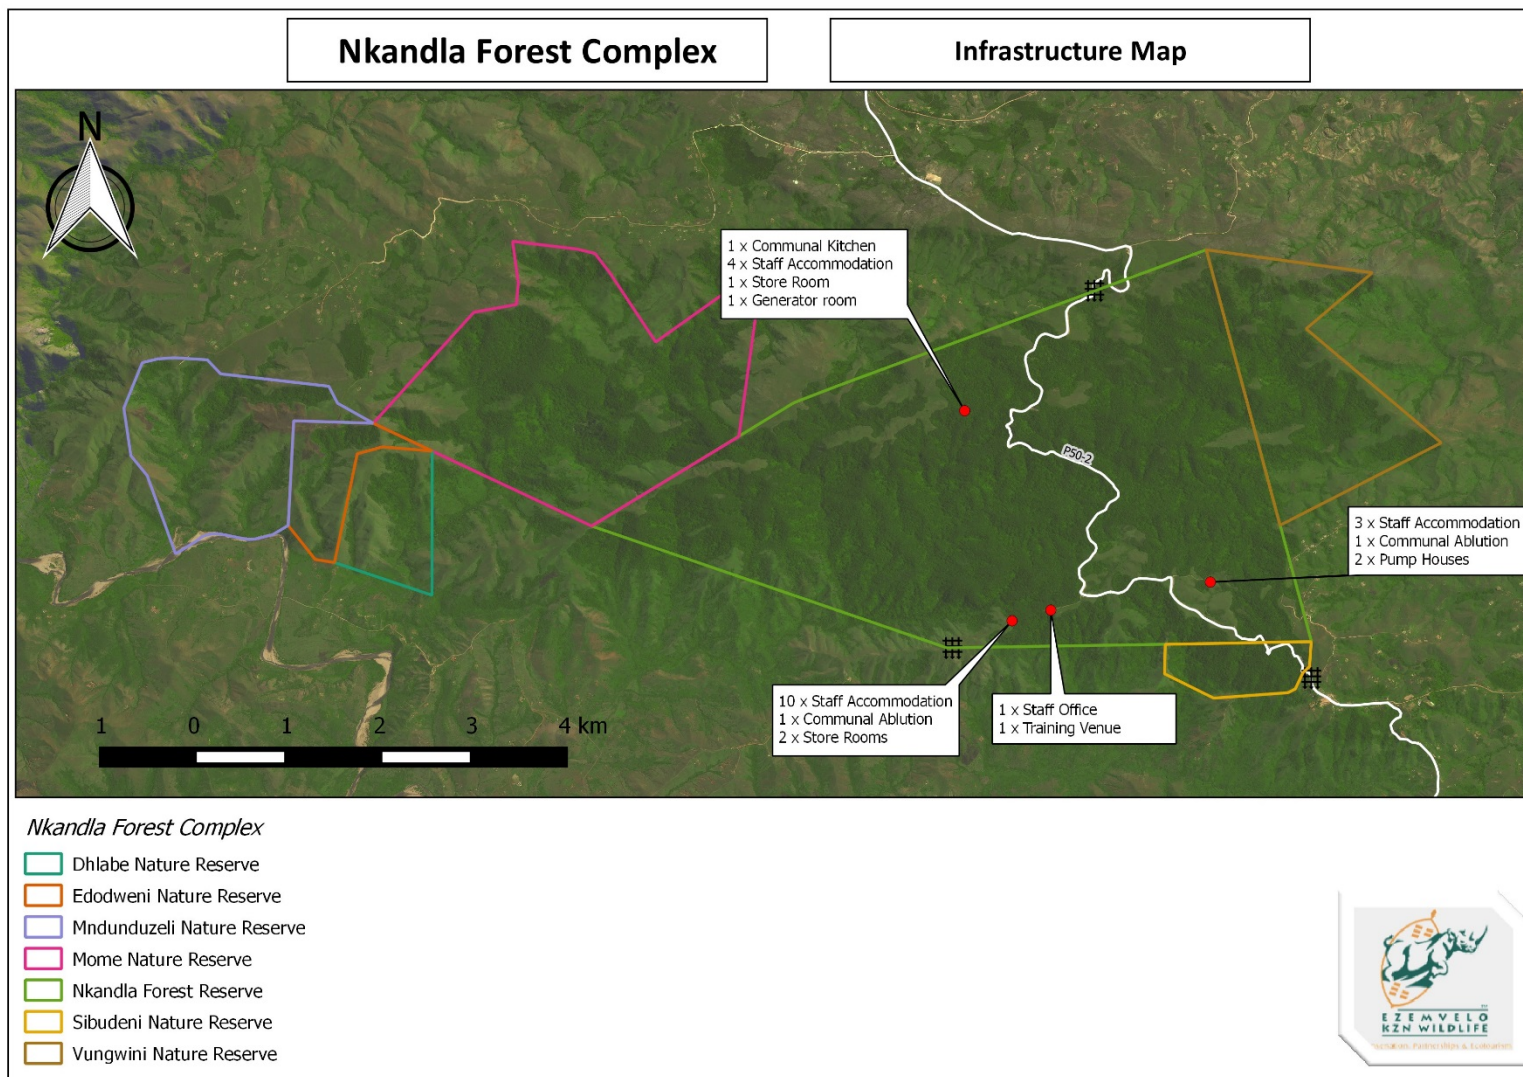 Nkandla Forest Complex
Infrastructure Map
N
1 x Communal Kitchen
4 x Staff Accommodation
1 x Store Room
1 x Generator room
P50-2
3 x Staff Accommodation
1 x Communal Ablution
2 x Pump Houses
10 x Staff Accommodation
1 x Communal Ablution
2 x Store Rooms
1 x Staff Office
1 x Training Venue
1 0 1 2 3 4 km
Nkandla Forest Complex
Dhlabe Nature Reserve
Edodweni Nature Reserve
Mndunduzeli Nature Reserve
Mome Nature Reserve
Nkandla Forest Reserve
Sibudeni Nature Reserve
Vungwini Nature Reserve
EZEMVELO
KZN WILDLIFE
Partnerships & Ecotourism